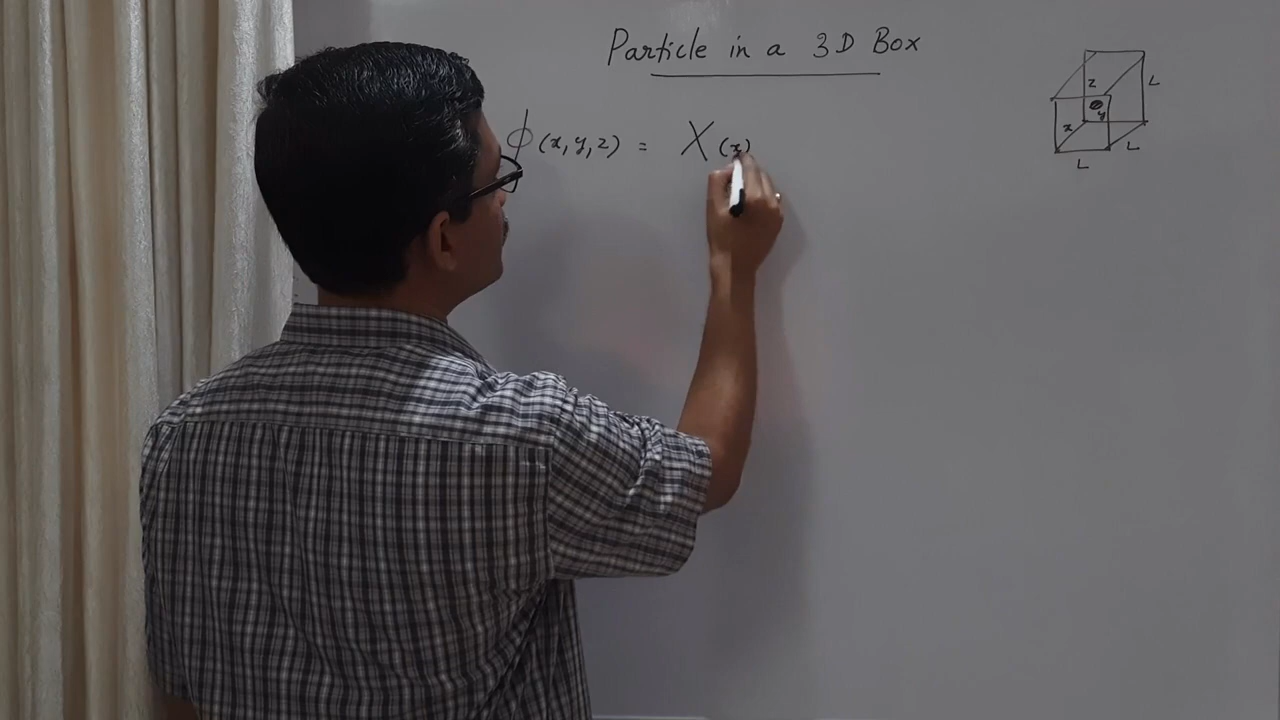 Particle in a 3D Box
ϕ(x, y, z) = X(x)
z
L
x
y
L
L